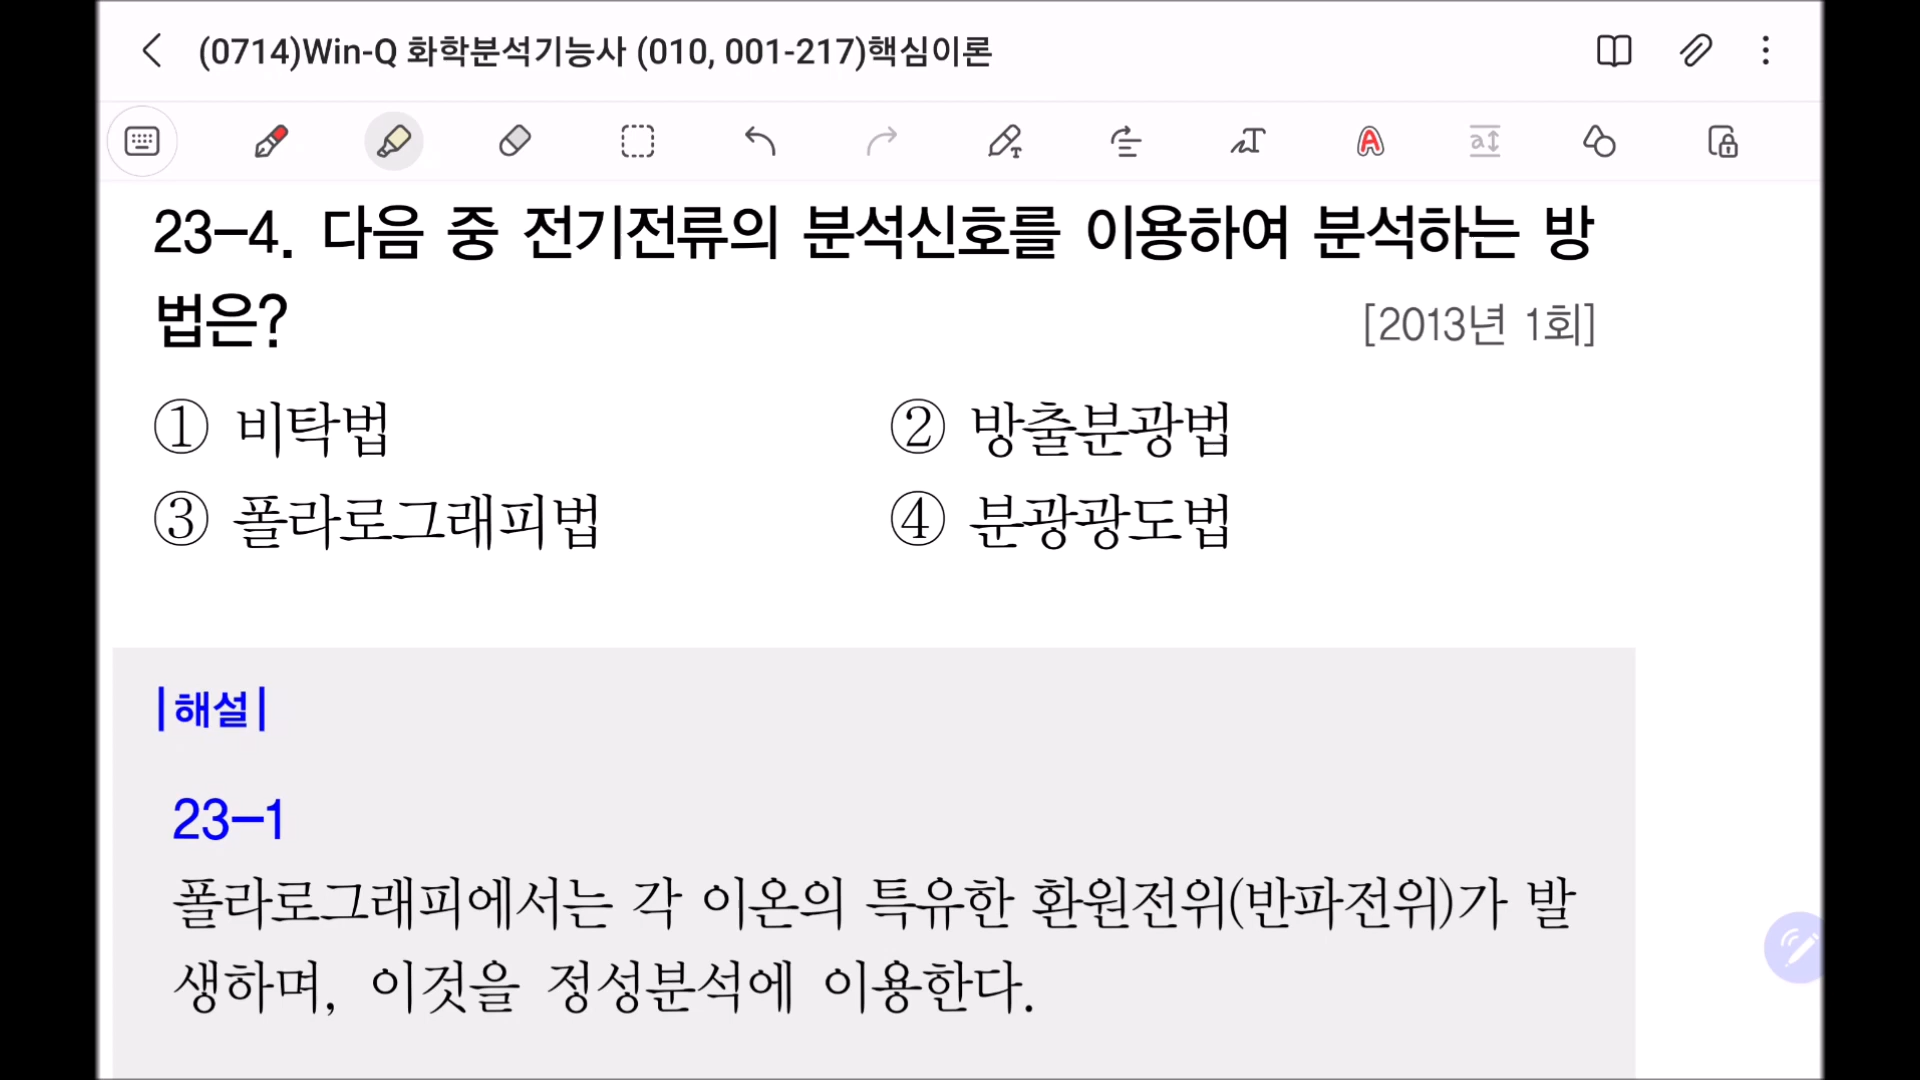 (0714)Win-Q 화학분석기능사 (010, 001-217)핵심이론
23-4. 다음 중 전기전류의 분석신호를 이용하여 분석하는 방
법은?
[2013년 1회]
① 비탁법
② 방출분광법
③ 폴라로그래피법
④ 분광광도법
|해설|
23-1
폴라로그래피에서는 각 이온의 특유한 환원전위(반파전위)가 발
생하며, 이것을 정성분석에 이용한다.